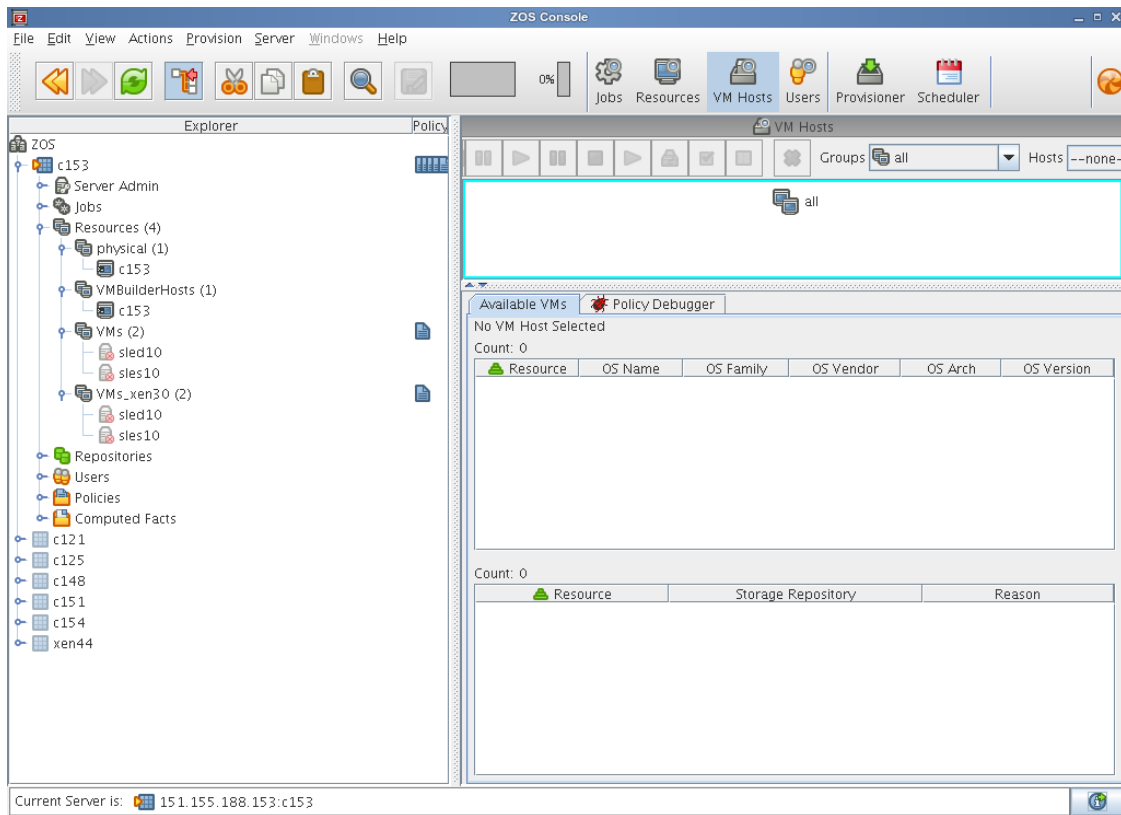 ZOS Console
File Edit View Actions Provision Server Windows Help
0%
Jobs Resources VM Hosts Users Provisioner Scheduler
Explorer Policy
ZOS
c153
Server Admin
Jobs
Resources (4)
physical (1)
c153
VMBuilderHosts (1)
c153
VMs (2)
sled10
sles10
VMs_xen30 (2)
sled10
sles10
Repositories
Users
Policies
Computed Facts
c121
c125
c148
c151
c154
xen44
VM Hosts
Groups all Hosts --none-
all
Available VMs Policy Debugger
No VM Host Selected
Count: 0
Resource OS Name OS Family OS Vendor OS Arch OS Version
Count: 0
Resource Storage Repository Reason
Current Server is: 151.155.188.153:c153